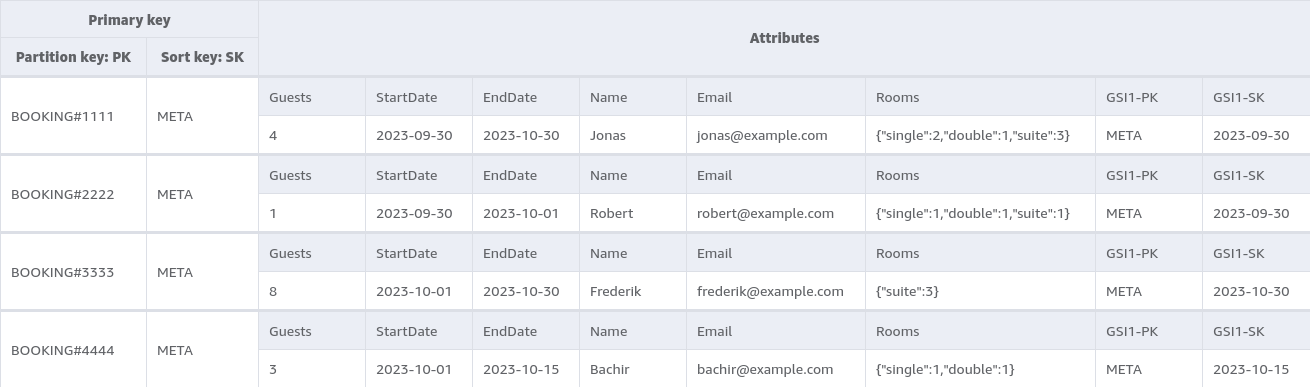 Primary key
Attributes
Partition key: PK Sort key: SK
Guests StartDate EndDate Name Email Rooms GSI1-PK GSI1-SK
BOOKING#1111 META
4 2023-09-30 2023-10-30 Jonas jonas@example.com {"single":2,"double":1,"suite":3} META 2023-09-30
Guests StartDate EndDate Name Email Rooms GSI1-PK GSI1-SK
BOOKING#2222 META
1 2023-09-30 2023-10-01 Robert robert@example.com {"single":1,"double":1,"suite":1} META 2023-09-30
Guests StartDate EndDate Name Email Rooms GSI1-PK GSI1-SK
BOOKING#3333 META
8 2023-10-01 2023-10-30 Frederik frederik@example.com {"suite":3} META 2023-10-30
Guests StartDate EndDate Name Email Rooms GSI1-PK GSI1-SK
BOOKING#4444 META
3 2023-10-01 2023-10-15 Bachir bachir@example.com {"single":1,"double":1} META 2023-10-15